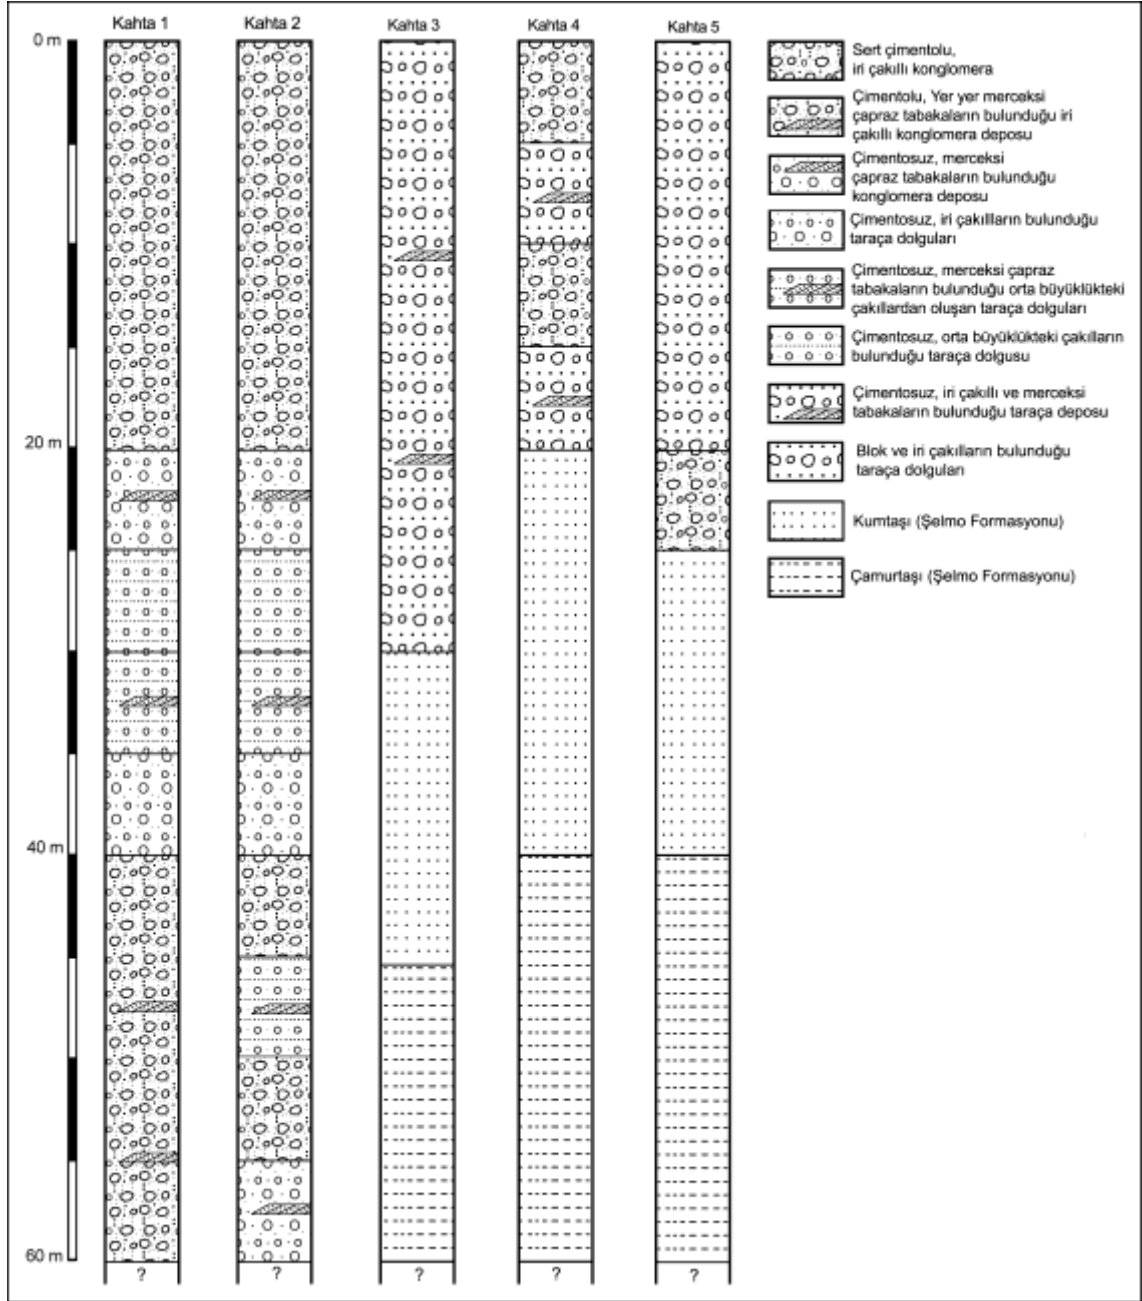 Kahta 1
Kahta 2
Kahta 3
Kahta 4
Kahta 5
0 m
20 m
40 m
60 m
?
?
?
?
?
Sert çimentolu,
iri çakıllı konglomera
Çimentolu, Yer yer merceksi
çapraz tabakaların bulunduğu iri
çakıllı konglomera deposu
Çimentosuz, merceksi
çapraz tabakaların bulunduğu
konglomera deposu
Çimentosuz, iri çakılların bulunduğu
taraça dolguları
Çimentosuz, merceksi çapraz
tabakaların bulunduğu orta büyüklükteki
çakıllardan oluşan taraça dolguları
Çimentosuz, orta büyüklükteki çakılların
bulunduğu taraça dolgusu
Çimentosuz, iri çakıllı ve merceksi
tabakaların bulunduğu taraça deposu
Blok ve iri çakılların bulunduğu
taraça dolguları
Kumtaşı (Şelmo Formasyonu)
Çamurtaşı (Şelmo Formasyonu)